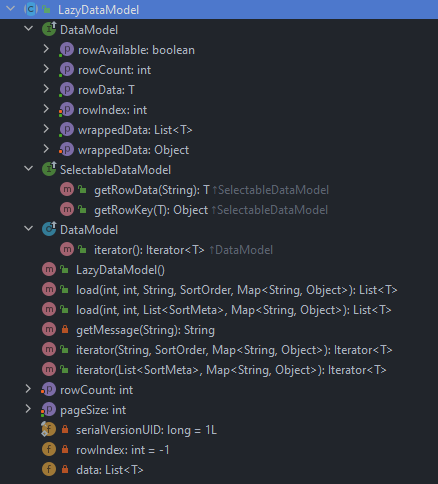 LazyDataModel
DataModel
rowAvailable: boolean
rowCount: int
rowData: T
rowIndex: int
wrappedData: List<T>
wrappedData: Object
SelectableDataModel
getRowData(String): T ↑SelectableDataModel
getRowKey(T): Object ↑SelectableDataModel
DataModel
iterator(): Iterator<T> ↑DataModel
LazyDataModel()
load(int, int, String, SortOrder, Map<String, Object>): List<T>
load(int, int, List<SortMeta>, Map<String, Object>): List<T>
getMessage(String): String
iterator(String, SortOrder, Map<String, Object>): Iterator<T>
iterator(List<SortMeta>, Map<String, Object>): Iterator<T>
rowCount: int
pageSize: int
serialVersionUID: long = 1L
rowIndex: int = -1
data: List<T>